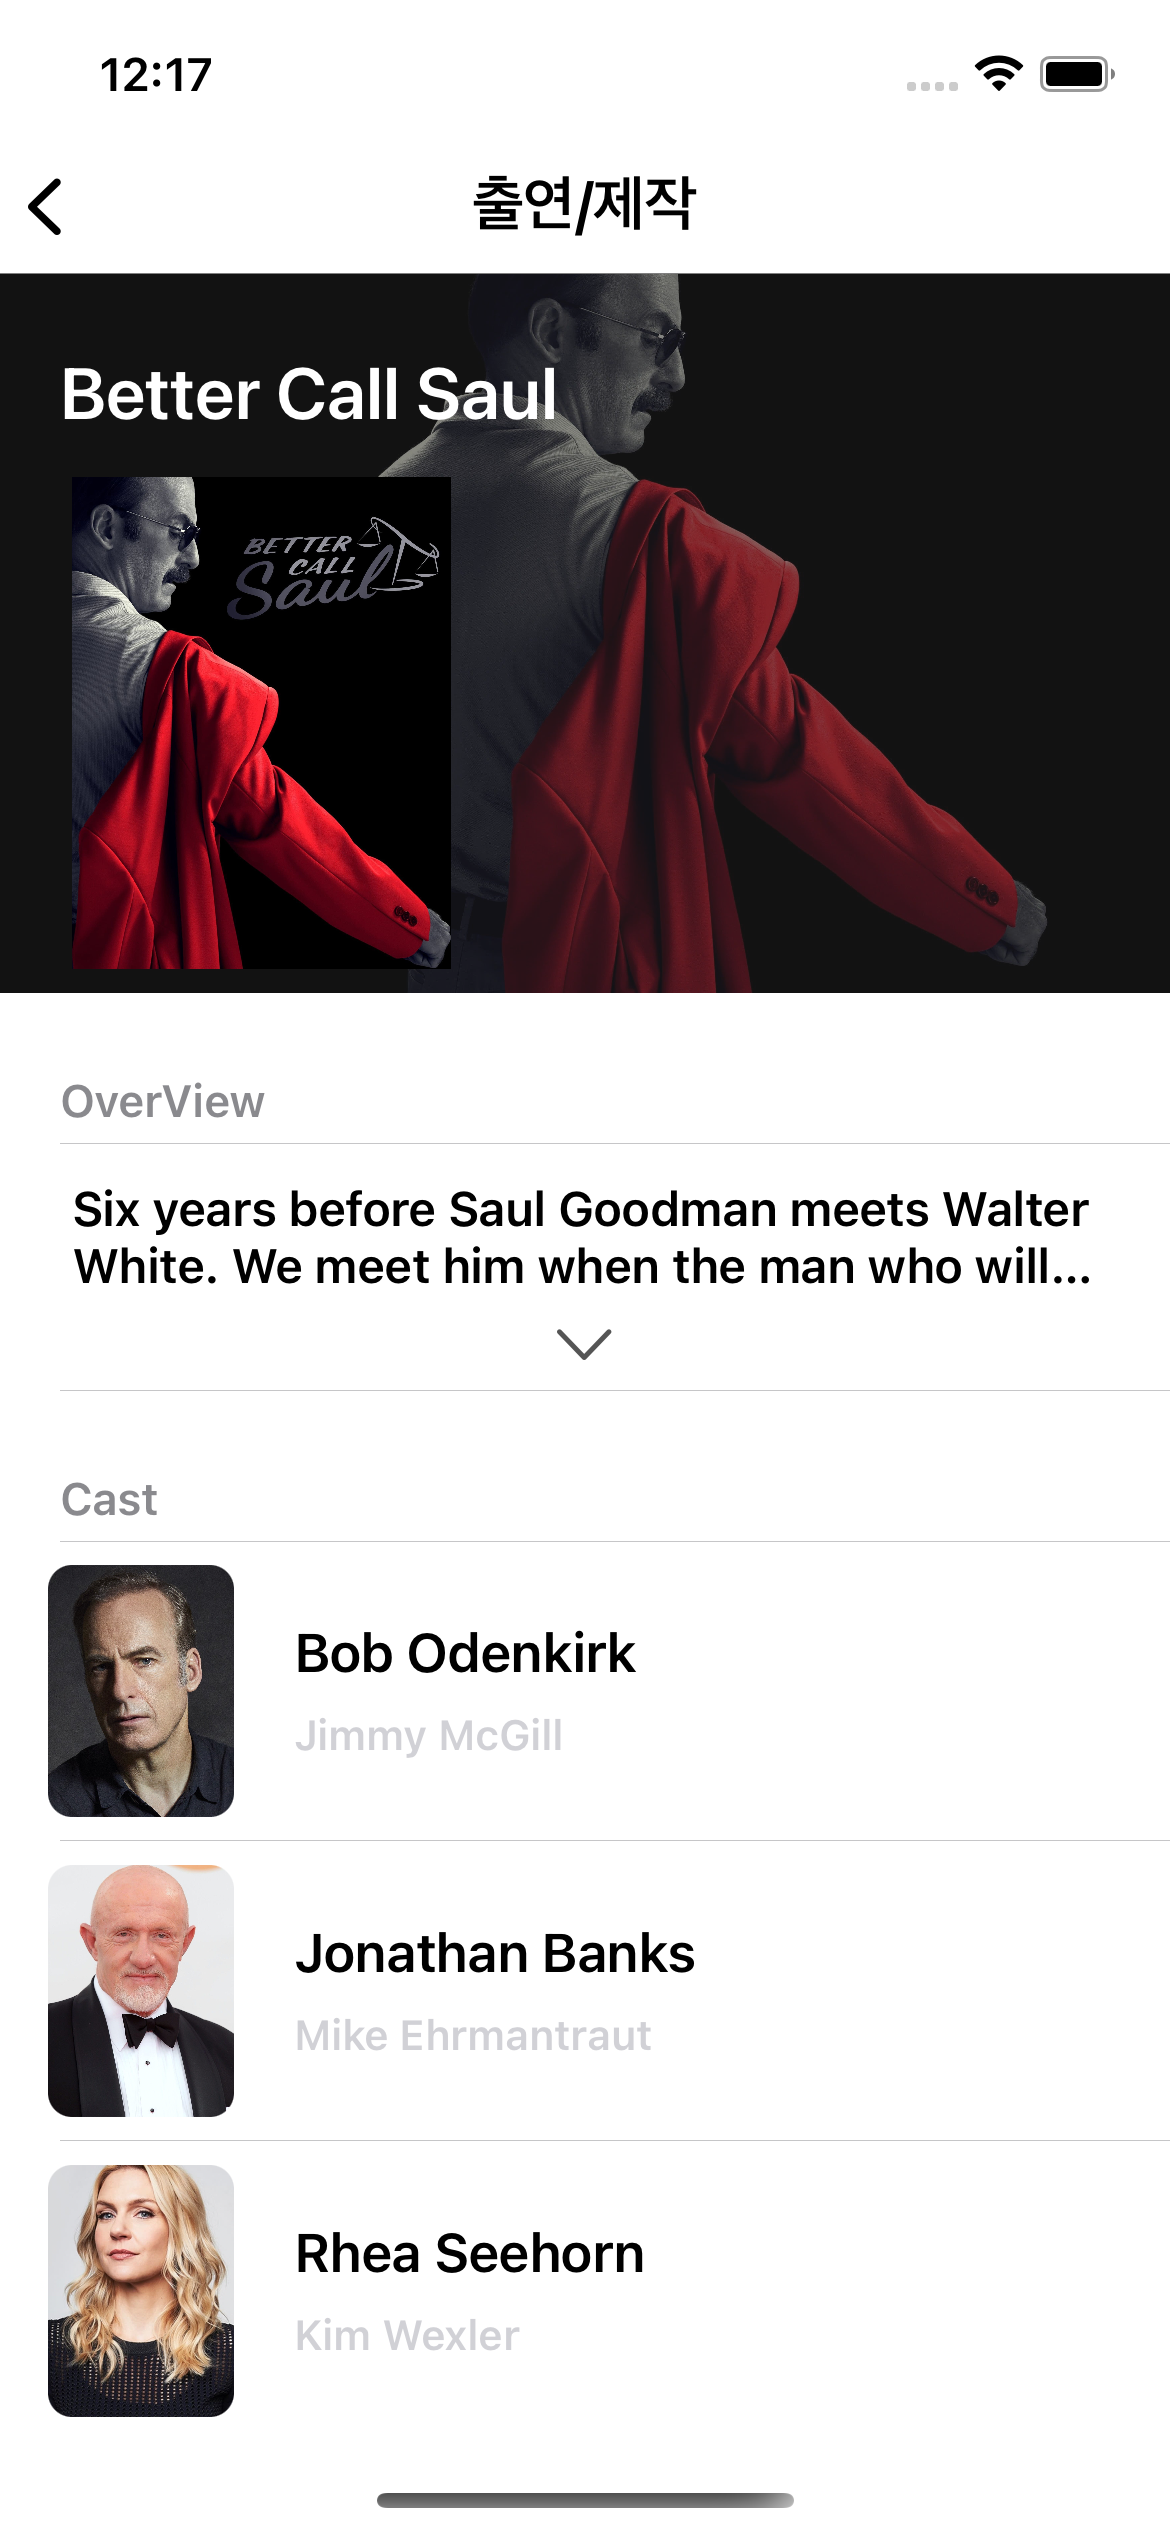 12:17
출연/제작
Better Call Saul
BETTER
CALL
Saul
OverView
Six years before Saul Goodman meets Walter
White. We meet him when the man who will...
Cast
Bob Odenkirk
Jimmy McGill
Jonathan Banks
Mike Ehrmantraut
Rhea Seehorn
Kim Wexler